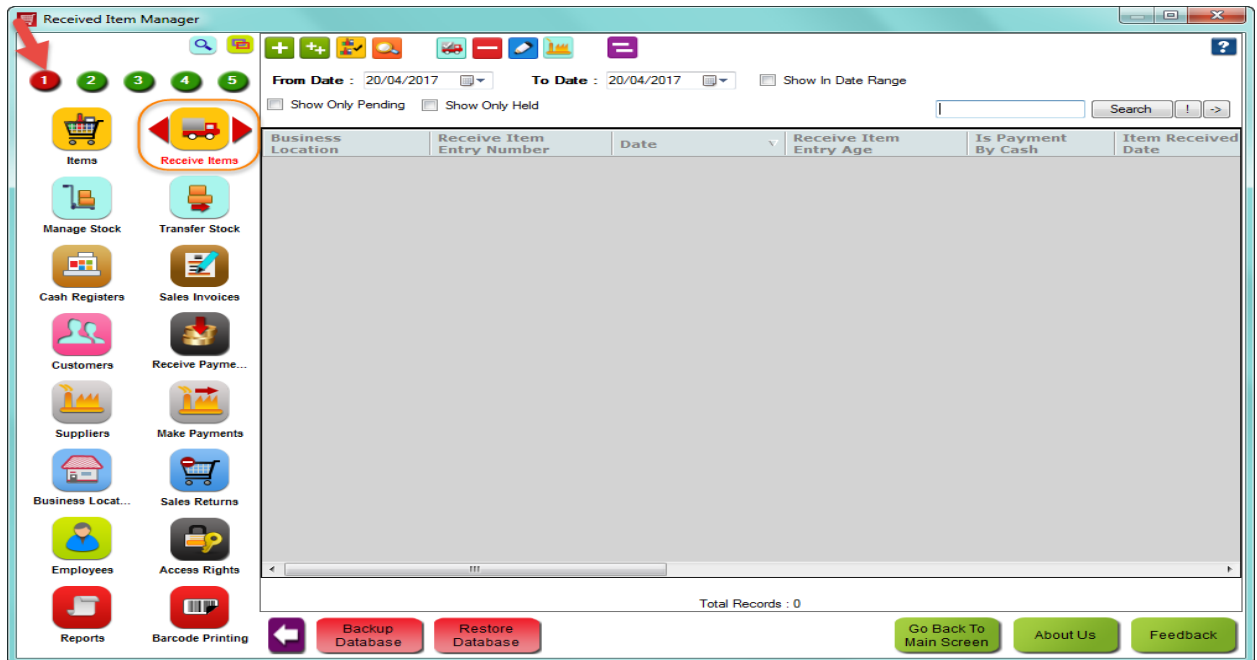 Received Item Manager
1 2 3 4 5
From Date : 20/04/2017 To Date : 20/04/2017 Show In Date Range
Show Only Pending Show Only Held
Search ! ->
?
Business Location
Receive Item Entry Number
Date
Receive Item Entry Age
Is Payment By Cash
Item Received Date
Items
Receive Items
Manage Stock
Transfer Stock
Cash Registers
Sales Invoices
Customers
Receive Payme...
Suppliers
Make Payments
Business Locat...
Sales Returns
Employees
Access Rights
Reports
Barcode Printing
Total Records : 0
Backup
Database
Restore
Database
Go Back To
Main Screen
About Us
Feedback